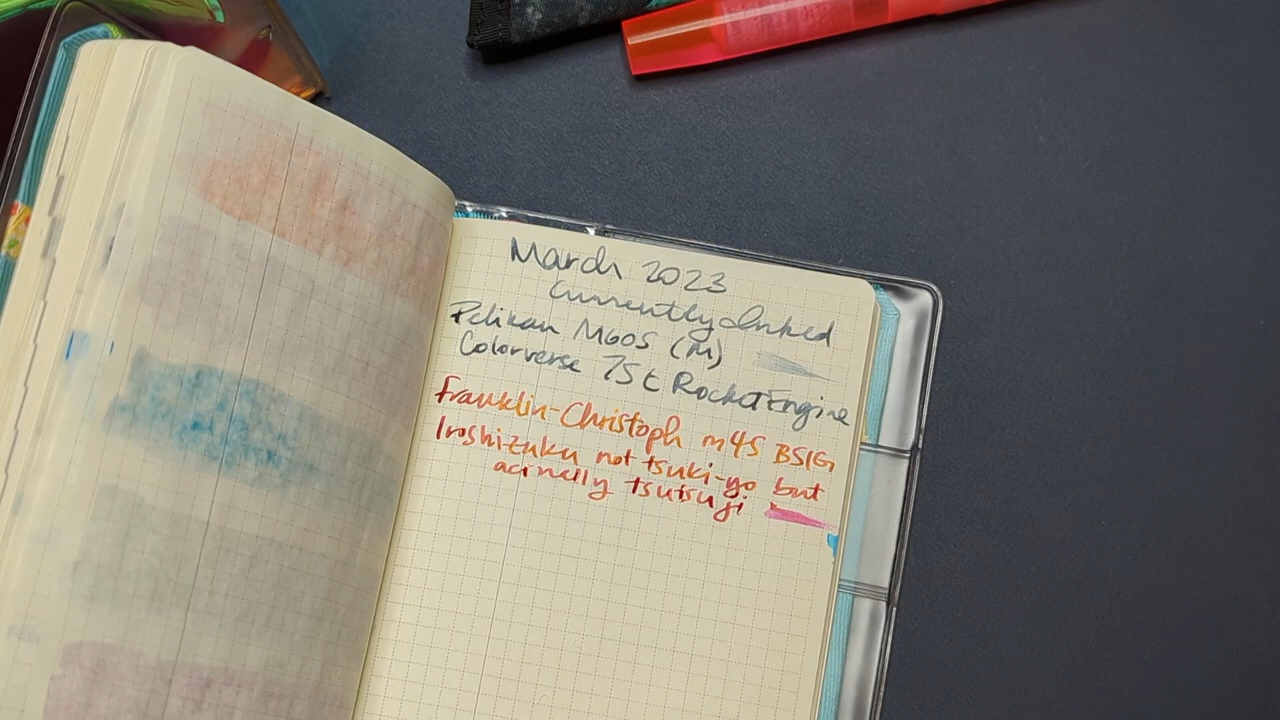 March 2023
Currently Inked
Pelikan M605 (M)
Colorverse 75t Rocket Engine
Franklin-Christoph m45 BSIG
Iroshizuku not tsuki-yo but
actually tsutsuji